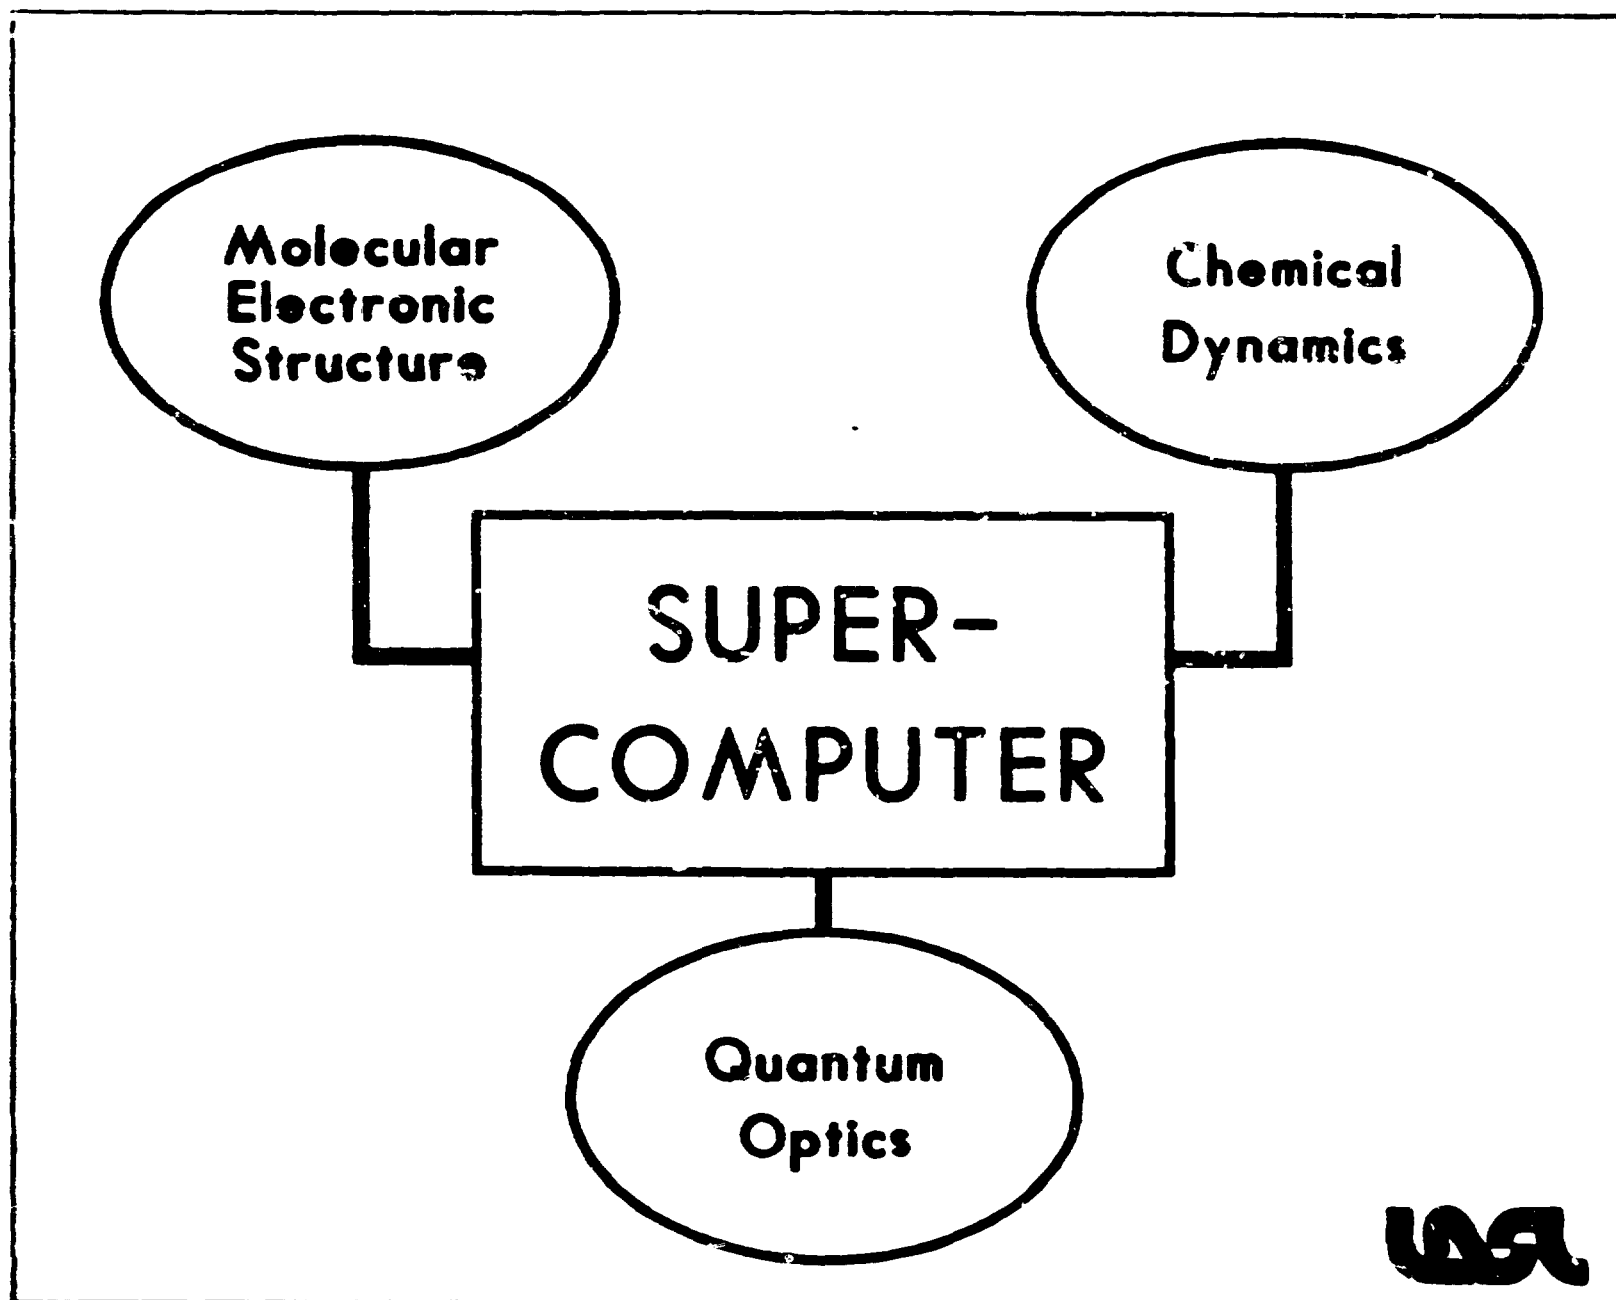 Molecular
Electronic
Structure
Chemical
Dynamics
SUPER-
COMPUTER
Quantum
Optics